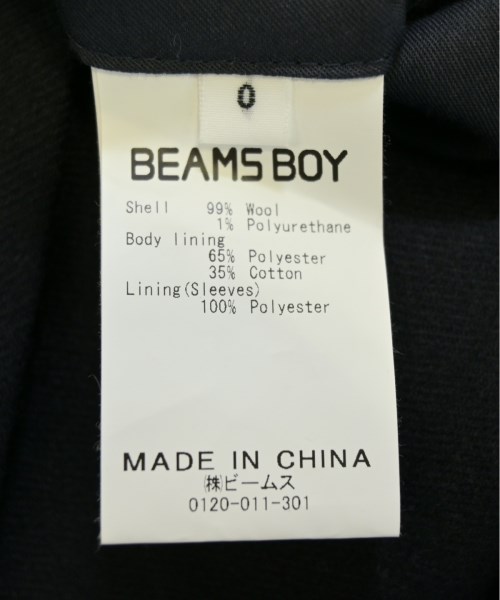 0
BEAMS BOY
Shell 99% Wool
1% Polyurethane
Body lining
65% Polyester
35% Cotton
Lining(Sleeves)
100% Polyester
MADE IN CHINA
㈱ビームス
0120-011-301